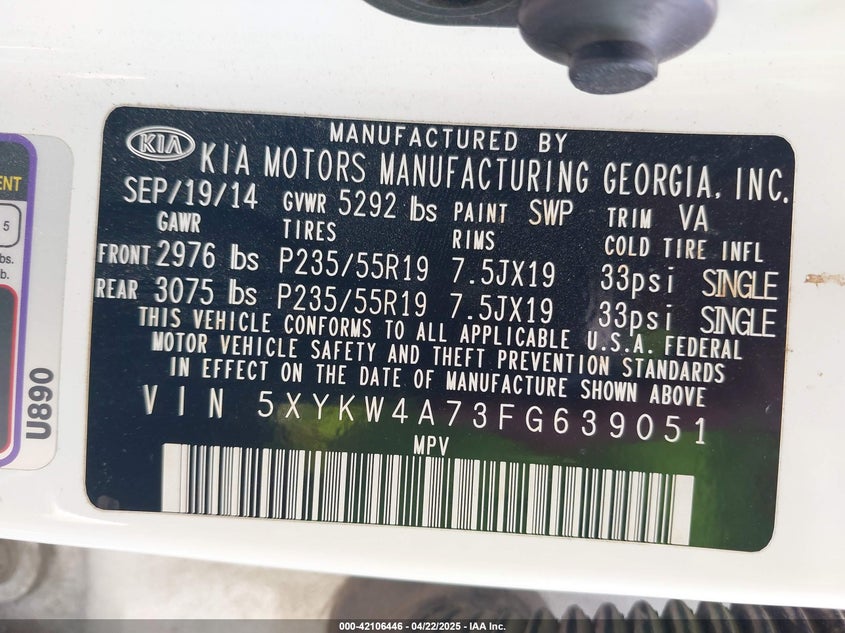 MANUFACTURED BY
KIA KIA MOTORS MANUFACTURING GEORGIA, INC.
SEP/19/14 GVWR 5292 lbs PAINT SWP TRIM VA
GAWR TIRES RIMS COLD TIRE INFL
FRONT 2976 lbs P235/55R19 7.5JX19 33psi SINGLE
REAR 3075 lbs P235/55R19 7.5JX19 33psi SINGLE
THIS VEHICLE CONFORMS TO ALL APPLICABLE U.S.A. FEDERAL
MOTOR VEHICLE SAFETY AND THEFT PREVENTION STANDARDS
IN EFFECT ON THE DATE OF MANUFACTURE SHOWN ABOVE
VIN 5XYKW4A73FG639051
MPV
ENT
5
bs.
b.
U890
000-42106446 - 04/22/2025 - IAA Inc.